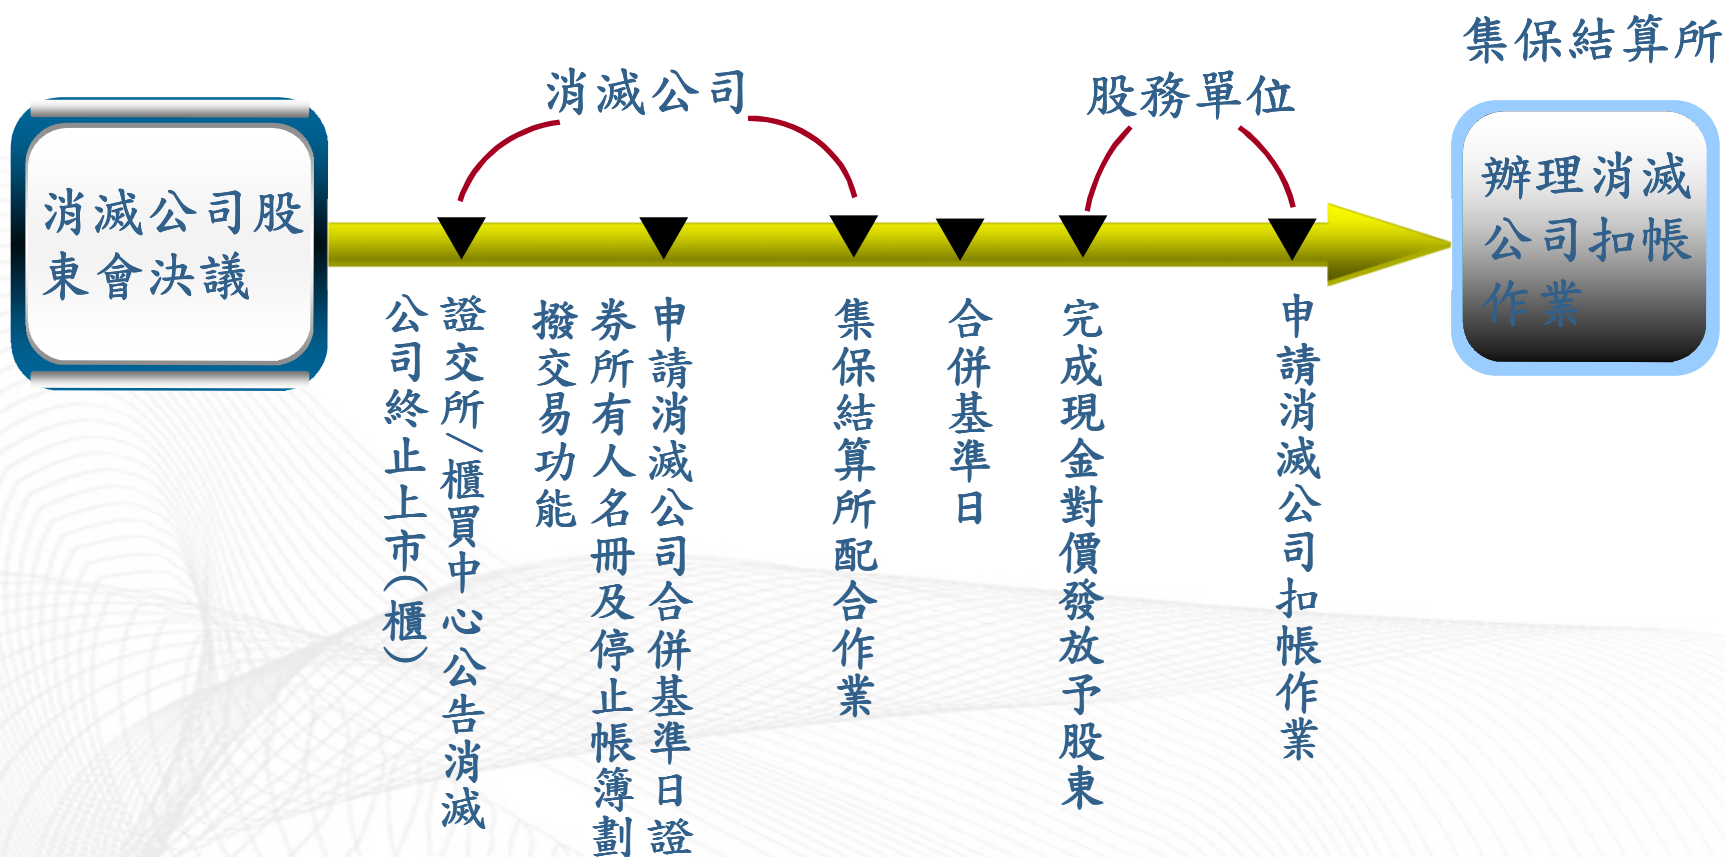 集保結算所
消滅公司
股務單位
消滅公司股
東會決議
辦理消滅
公司扣帳
作業
證交所/櫃買中心公告消滅
公司終止上市(櫃)
申請消滅公司合併基準日證
券所有人名冊及停止帳簿劃
撥交易功能
集保結算所配合作業
合併基準日
完成現金對價發放予股東
申請消滅公司扣帳作業